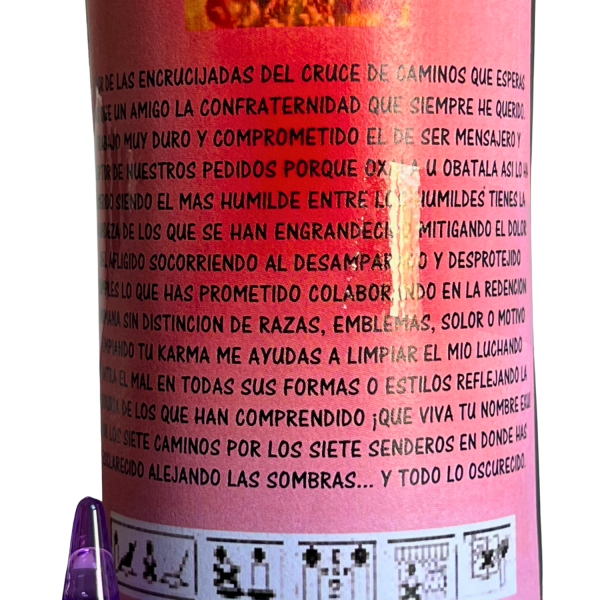 DE LAS ENCRUCIJADAS DEL CRUCE DE CAMINOS QUE ESPERAS
UN AMIGO LA CONFRATERNIDAD QUE SIEMPRE HE QUERIDO.
MUY DURO Y COMPROMETIDO EL DE SER MENSAJERO Y
DE NUESTROS PEDIDOS PORQUE U OBATALA ASI LO
SIENDO EL MAS HUMILDE ENTRE LOS HUMILDES TIENES LA
DE LOS QUE SE HAN ENGRANDECIDO MITIGANDO EL DOLOR
AFLIGIDO SOCORRIENDO AL DESAMPARADO Y DESPROTEJIDO
LO QUE HAS PROMETIDO COLABORANDO EN LA REDENCION
SIN DISTINCION DE RAZAS, EMBLEMAS, SOLOR O MOTIVO
TU KARMA ME AYUDAS A LIMPIAR EL MIO LUCHANDO
EL MAL EN TODAS SUS FORMAS O ESTILOS REFLEJANDO LA
DE LOS QUE HAN COMPRENDIDO ¡QUE VIVA TU NOMBRE
LOS SIETE CAMINOS POR LOS SIETE SENDEROS EN DONDE HAS
ESCLARECIDO ALEJANDO LAS SOMBRAS... Y TODO LO OSCURECIDO.